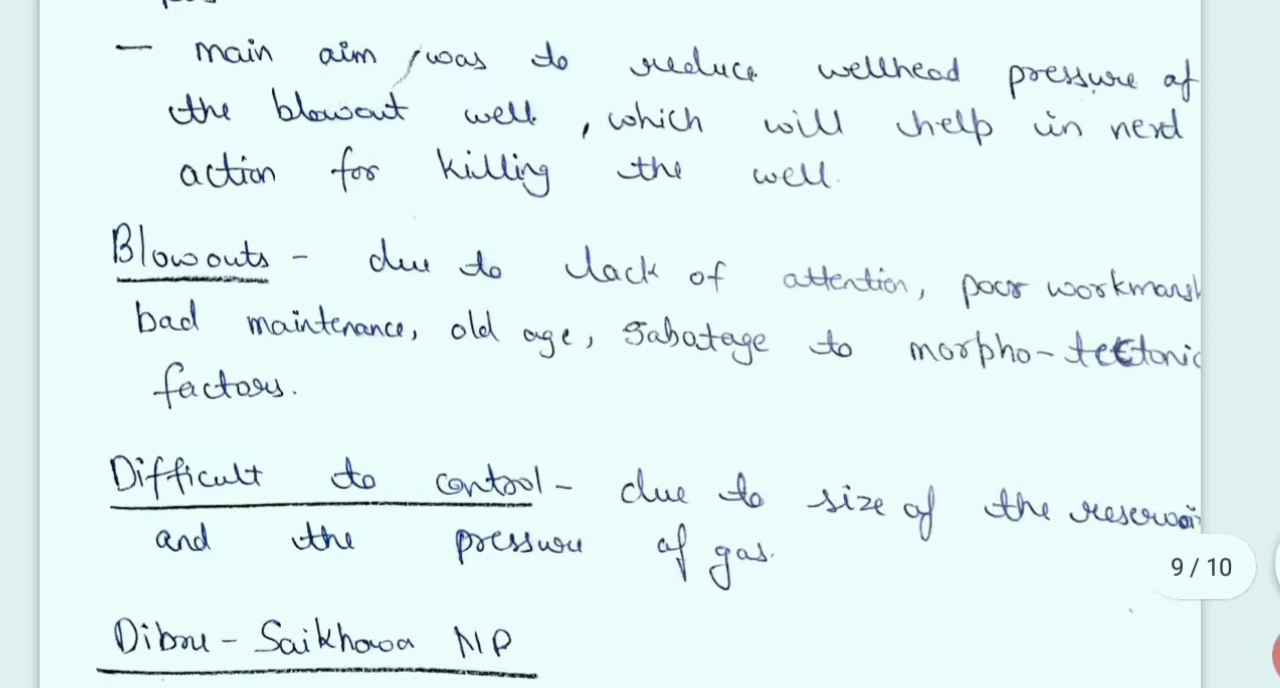 — main aim was to reduce wellhead pressure of
the blowout well, which will help in next
action for killing the well.
Blowouts - due to lack of attention, poor workmansh
bad maintenance, old age, sabotage to morpho-tectonic
factors.
Difficult to control - due to size of the reservoir
and the pressure of gas.
9 / 10
Dibru - Saikhowa NP